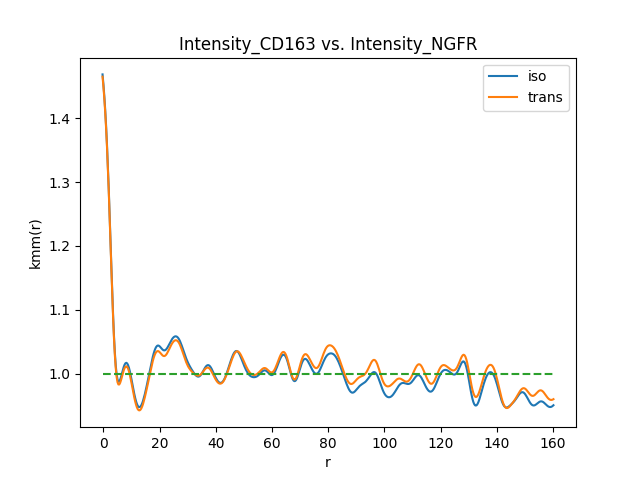 Intensity_CD163 vs. Intensity_NGFR
iso
trans
1.4
1.3
1.2
1.1
1.0
kmm(r)
0 20 40 60 80 100 120 140 160
r